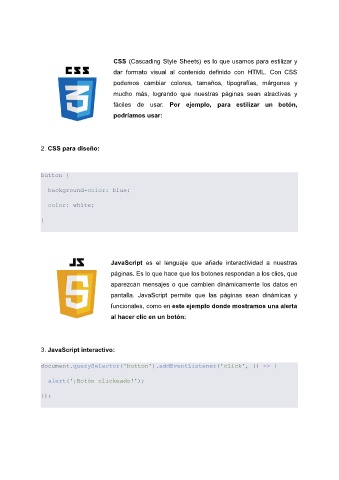 CSS (Cascading Style Sheets) es lo que usamos para estilizar y
CSS
dar formato visual al contenido definido con HTML. Con CSS
podemos cambiar colores, tamaños, tipografías, márgenes y
mucho más, logrando que nuestras páginas sean atractivas y
fáciles de usar. Por ejemplo, para estilizar un botón,
podríamos usar:
2. CSS para diseño:
button {
background-color: blue;
color: white;
}
JS
JavaScript es el lenguaje que añade interactividad a nuestras
páginas. Es lo que hace que los botones respondan a los clics, que
aparezcan mensajes o que cambien dinámicamente los datos en
pantalla. JavaScript permite que las páginas sean dinámicas y
funcionales, como en este ejemplo donde mostramos una alerta
al hacer clic en un botón:
3. JavaScript interactivo:
document.querySelector('button').addEventListener('click', () => {
alert('¡Botón clickeado!');
});